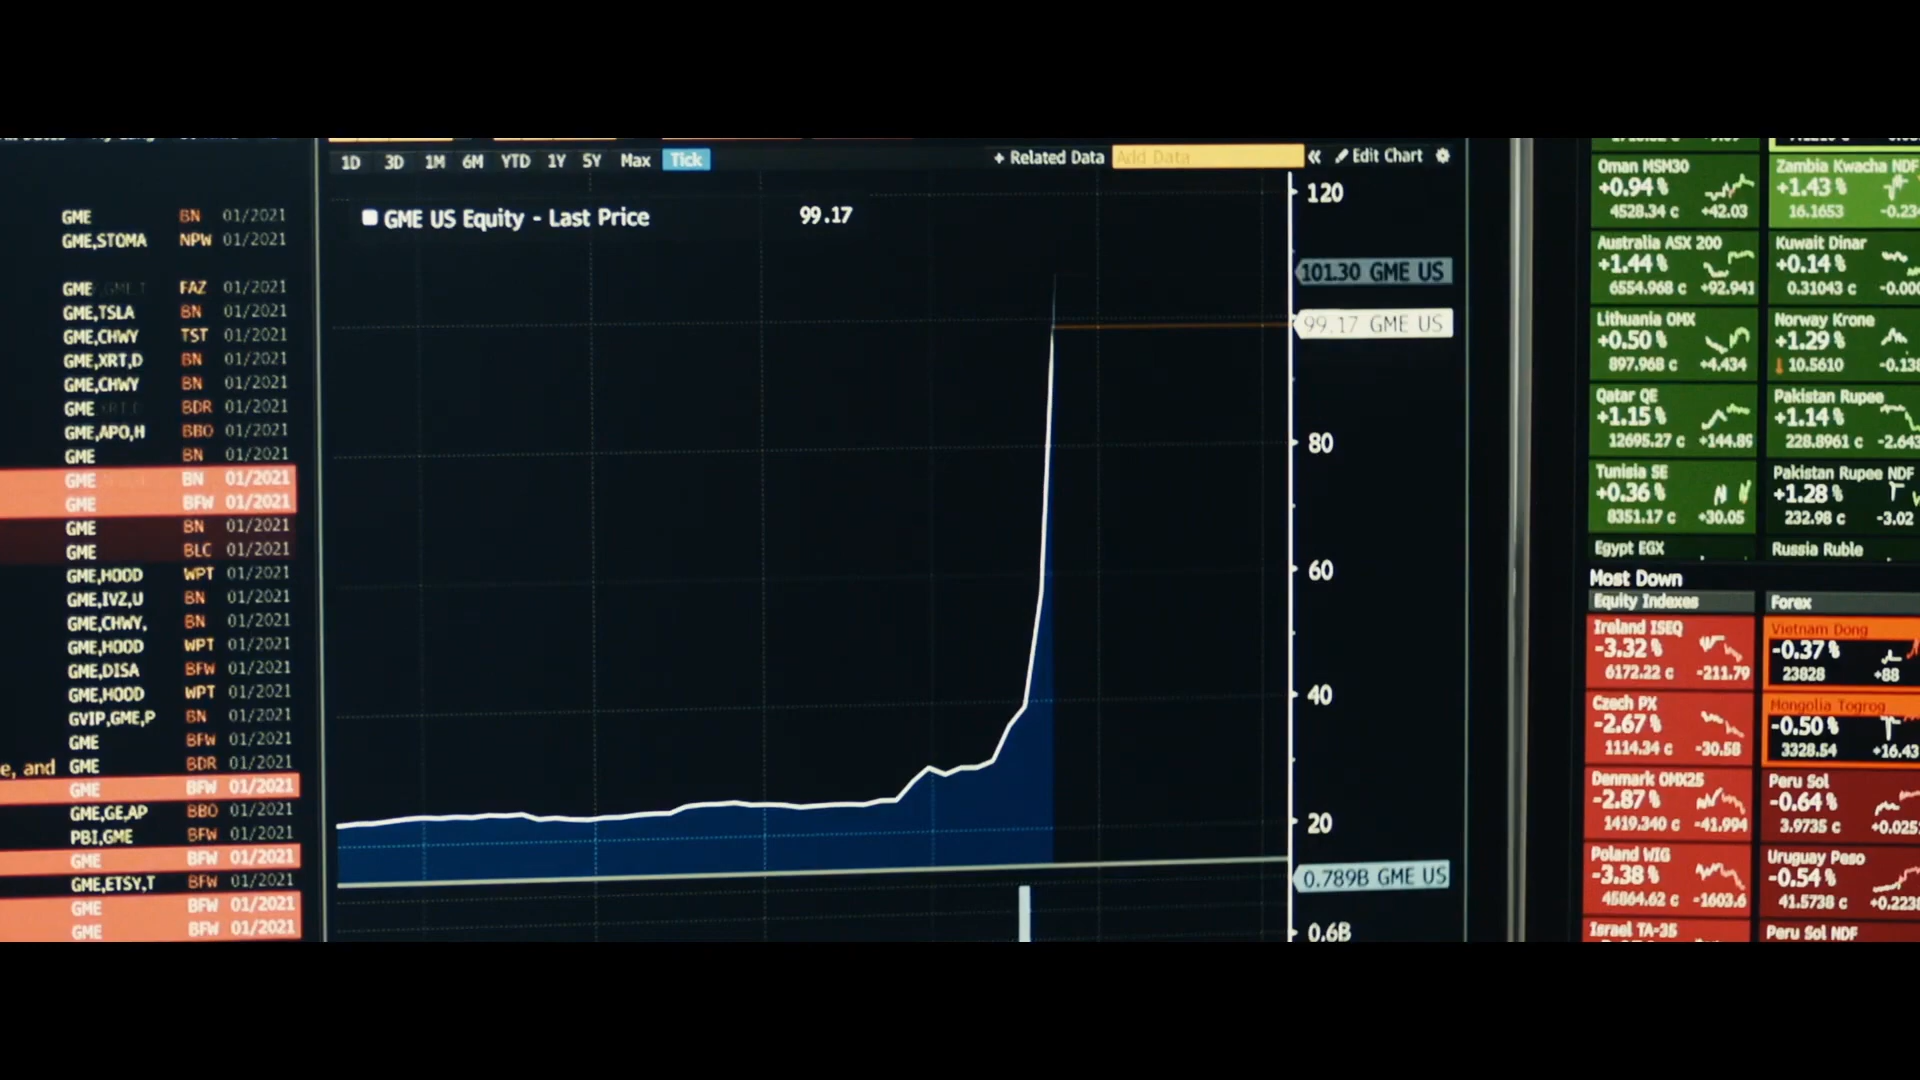 GME BN 01/2021
GME,STOMA NPW 01/2021
GME FAZ 01/2021
GME,TSLA BN 01/2021
GME,CHWY TST 01/2021
GME,XRT,D BN 01/2021
GME,CHWY BN 01/2021
GME BDR 01/2021
GME,APO,H BBO 01/2021
GME BN 01/2021
GME BN 01/2021
GME BFW 01/2021
GME BN 01/2021
GME BLC 01/2021
GME,HOOD WPT 01/2021
GME,IVZ,U BN 01/2021
GME,CHWY, BN 01/2021
GME,HOOD WPT 01/2021
GME,DISA BFW 01/2021
GME,HOOD WPT 01/2021
GVIP,GME,P BN 01/2021
GME BFW 01/2021
e, and GME BDR 01/2021
GME BFW 01/2021
GME,GE,AP BBO 01/2021
PBI,GME BFW 01/2021
GME BFW 01/2021
GME,ETSY,T BFW 01/2021
GME BFW 01/2021
GME BFW 01/2021
1D 3D 1M 6M YTD 1Y 5Y Max Tick + Related Data Add Data « Edit Chart
GME US Equity - Last Price 99.17
120
101.30 GME US
99.17 GME US
80
60
40
20
0.789B GME US
0.6B
Oman MSM30
+0.94 %
4528.34 c +42.03
Australia ASX 200
+1.44 %
6554.968 c +92.941
Lithuania OMX
+0.50 %
897.968 c +4.434
Qatar QE
+1.15 %
12695.27 c +144.89
Tunisia SE
+0.36 %
8351.17 c +30.05
Egypt EGX
Zambia Kwacha NDF
+1.43 %
16.1653 -0.234
Kuwait Dinar
+0.14 %
0.31043 c -0.000
Norway Krone
+1.29 %
10.5610 -0.138
Pakistan Rupee
+1.14 %
228.8961 c -2.643
Pakistan Rupee NDF
+1.28 %
232.98 c -3.02
Russia Ruble
Most Down
Equity Indexes
Ireland ISEQ
-3.32 %
6172.22 c -211.79
Czech PX
-2.67 %
1114.34 c -30.58
Denmark OMX25
-2.87 %
1419.340 c -41.994
Poland WIG
-3.38 %
45864.62 c -1603.6
Israel TA-35
Forex
Vietnam Dong
-0.37 %
23828 +88
Mongolia Togrog
-0.50 %
3328.54 +16.43
Peru Sol
-0.64 %
3.9735 c +0.025
Uruguay Peso
-0.54 %
41.5738 c +0.2238
Peru Sol NDF